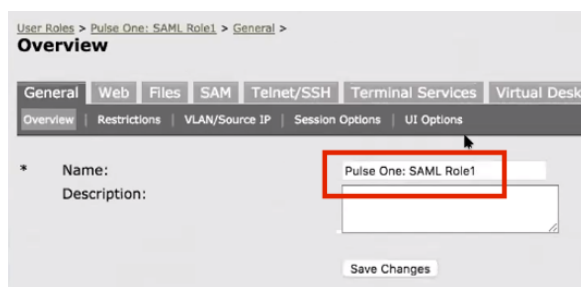 User Roles > Pulse One: SAML Role1 > General >
Overview
General Web Files SAM Telnet/SSH Terminal Services Virtual Desk
Overview | Restrictions | VLAN/Source IP | Session Options | UI Options
* Name: Pulse One: SAML Role1
Description:
Save Changes